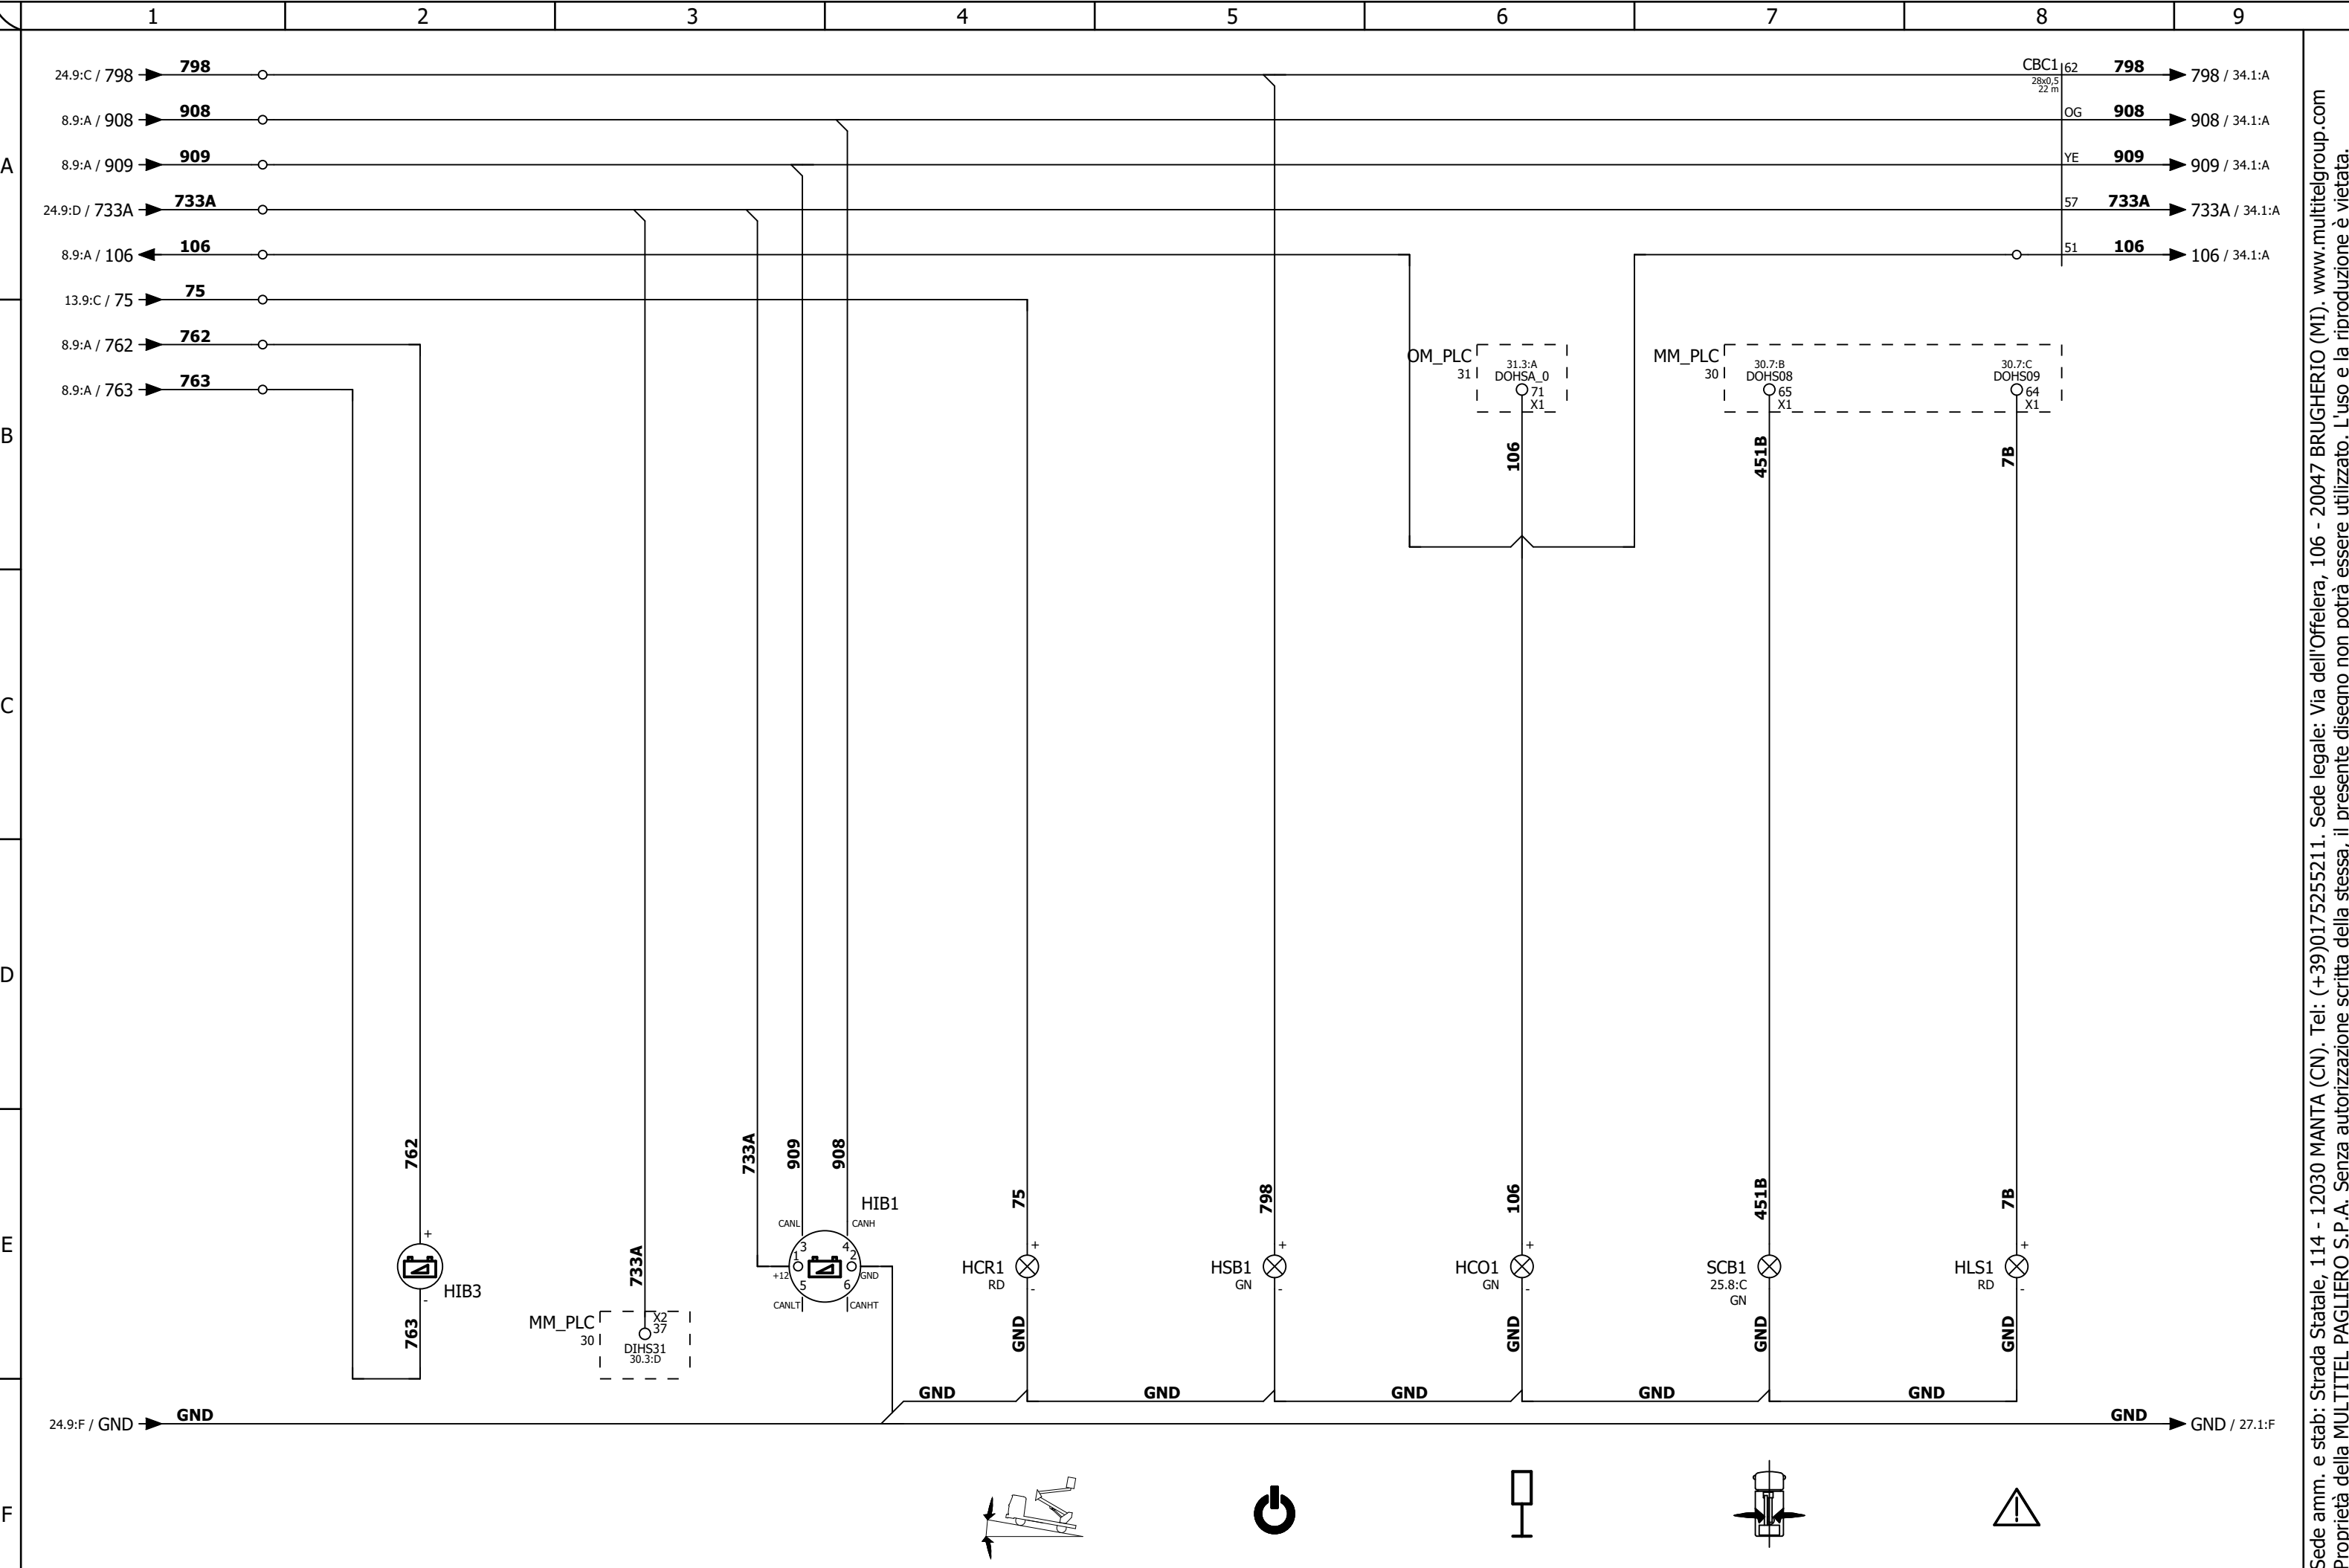 1 2 3 4 5 6 7 8 9
24.9:C / 798 798 CBC1 62 798 798 / 34.1:A
28x0,5
22 m
8.9:A / 908 908 OG 908 908 / 34.1:A
A
8.9:A / 909 909 YE 909 909 / 34.1:A
24.9:D / 733A 733A 57 733A 733A / 34.1:A
8.9:A / 106 106 51 106 106 / 34.1:A
13.9:C / 75 75
8.9:A / 762 762
8.9:A / 763 763
OM_PLC
31
31.3:A
DOHSA_0
71
X1
MM_PLC
30
30.7:B
DOHS08
65
X1
30.7:C
DOHS09
64
X1
B
106 451B 7B
C
D
762 733A 909 908 75 798 106 451B 7B
E
HIB1
CANL CANH
3 4
1 2
+12 GND
5 6
CANLT CANHT
+
HIB3
-
763
733A
MM_PLC
30
X2
37
DIHS31
30.3:D
+
HCR1
RD
-
+
HSB1
GN
-
+
HCO1
GN
-
SCB1
25.8:C
GN
+
HLS1
RD
-
GND GND GND GND
GND GND GND GND GND
24.9:F / GND GND GND GND / 27.1:F
F
Sede amm. e stab: Strada Statale, 114 - 12030 MANTA (CN). Tel: (+39)0175255211. Sede legale: Via dell'Offelera, 106 - 20047 BRUGHERIO (MI). www.multitelgroup.com
Proprietà della MULTITEL PAGLIERO S.P.A. Senza autorizzazione scritta della stessa, il presente disegno non potrà essere utilizzato. L'uso e la riproduzione è vietata.